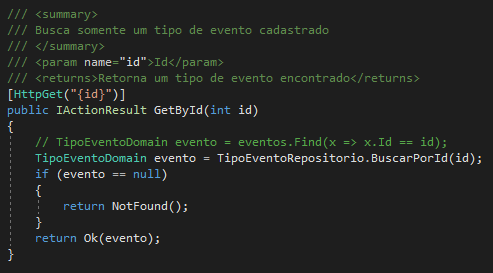 /// <summary>
/// Busca somente um tipo de evento cadastrado
/// </summary>
/// <param name="id">Id</param>
/// <returns>Retorna um tipo de evento encontrado</returns>
[HttpGet("{id}")]
public IActionResult GetById(int id)
{
    // TipoEventoDomain evento = eventos.Find(x => x.Id == id);
    TipoEventoDomain evento = TipoEventoRepositorio.BuscarPorId(id);
    if (evento == null)
    {
        return NotFound();
    }
    return Ok(evento);
}